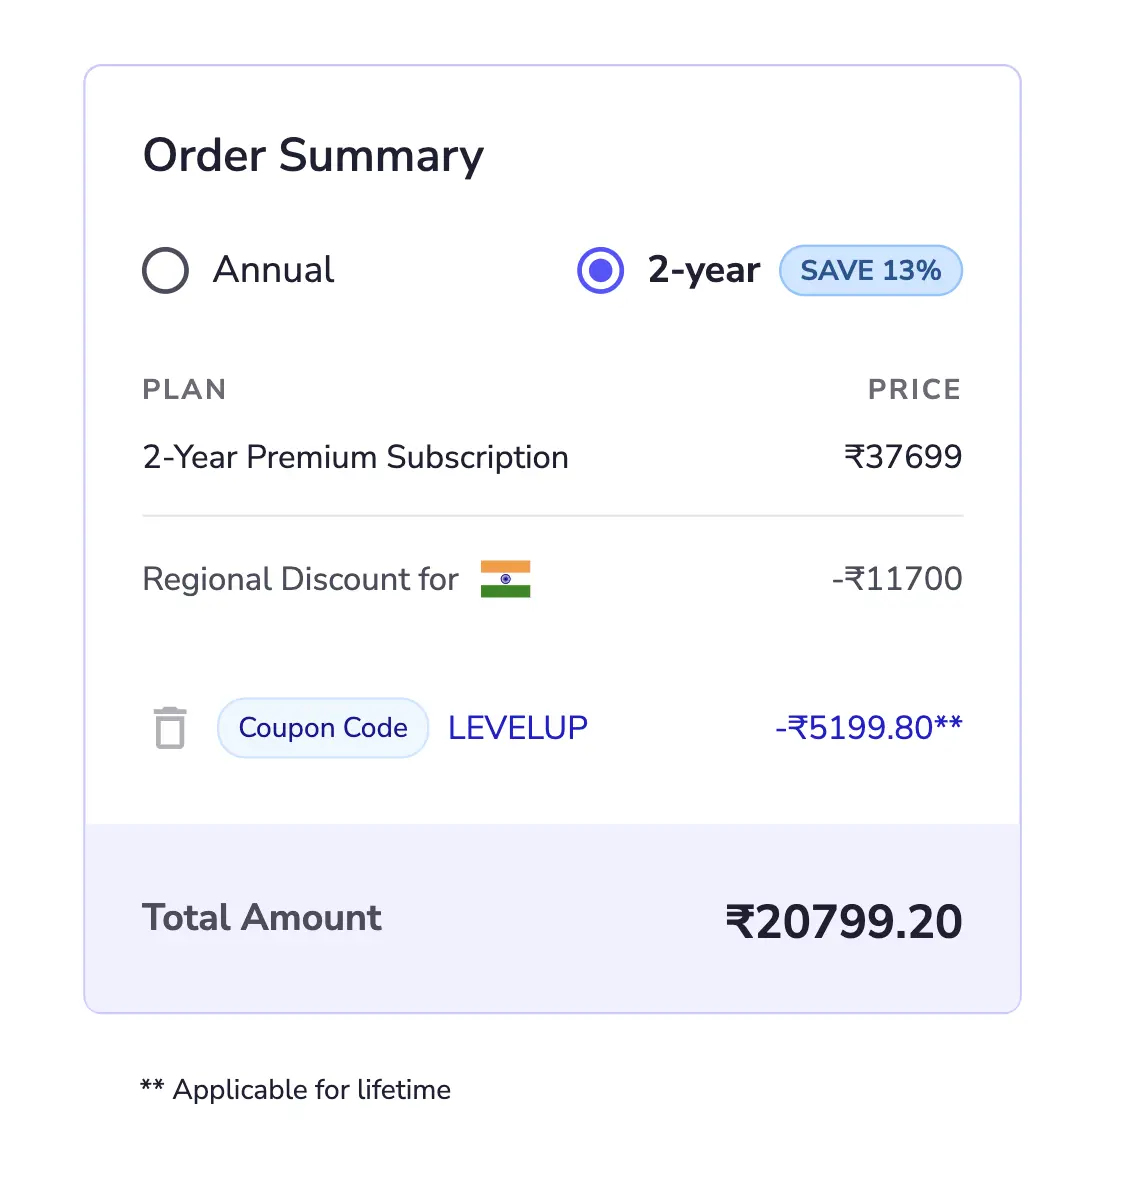 Order Summary
Annual
2-year SAVE 13%
PLAN PRICE
2-Year Premium Subscription ₹37699
Regional Discount for -₹11700
Coupon Code LEVELUP -₹5199.80**
Total Amount ₹20799.20
** Applicable for lifetime